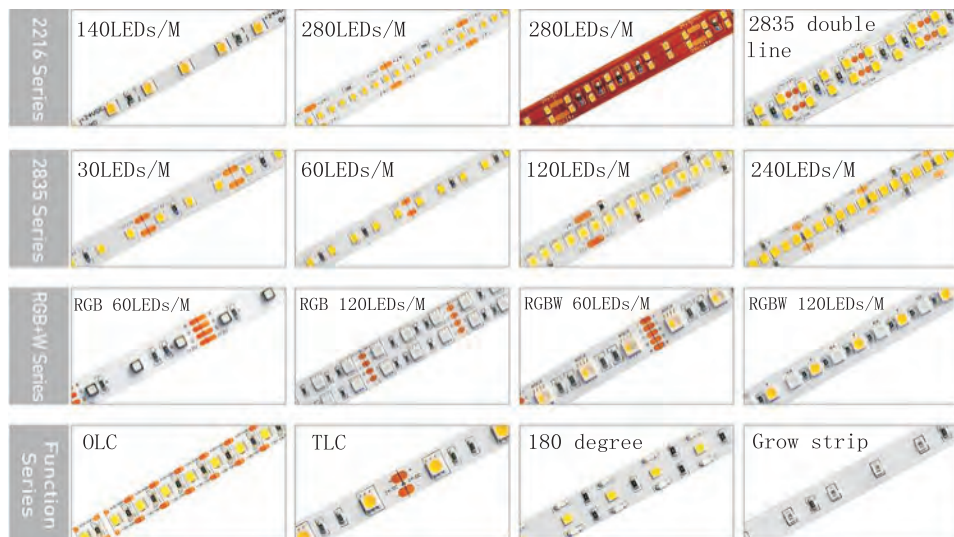 2216 Series
140LEDs/M
280LEDs/M
280LEDs/M
2835 double
line
2835 Series
30LEDs/M
60LEDs/M
120LEDs/M
240LEDs/M
RGB+W Series
RGB 60LEDs/M
RGB 120LEDs/M
RGBW 60LEDs/M
RGBW 120LEDs/M
Function
Series
OLC
TLC
180 degree
Grow strip